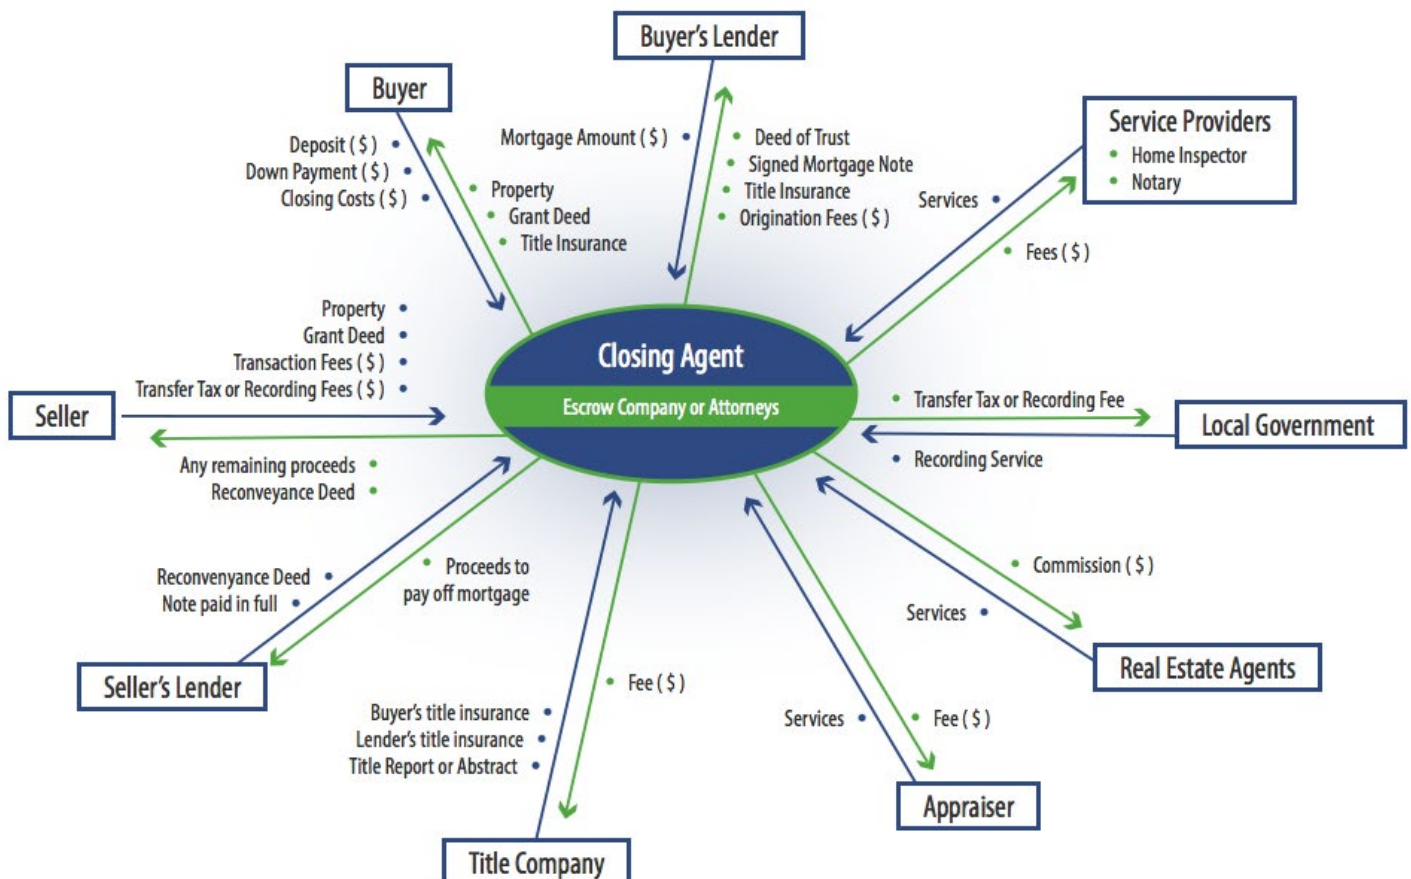 Buyer's Lender
Buyer
Service Providers
• Home Inspector
• Notary
Deposit ( $ ) •
Down Payment ( $ ) •
Closing Costs ( $ ) •
• Property
• Grant Deed
• Title Insurance
Mortgage Amount ( $ ) •
• Deed of Trust
• Signed Mortgage Note
• Title Insurance
• Origination Fees ( $ )
Services •
• Fees ( $ )
Property •
Grant Deed •
Transaction Fees ( $ ) •
Transfer Tax or Recording Fees ( $ ) •
Seller
Any remaining proceeds •
Reconveyance Deed •
Closing Agent
Escrow Company or Attorneys
• Transfer Tax or Recording Fee
• Recording Service
Local Government
Reconvenyance Deed •
Note paid in full •
• Proceeds to
pay off mortgage
Seller's Lender
Buyer's title insurance •
Lender's title insurance •
Title Report or Abstract •
• Fee ( $ )
Title Company
Services •
• Fee ( $ )
Appraiser
• Commission ( $ )
Services •
Real Estate Agents